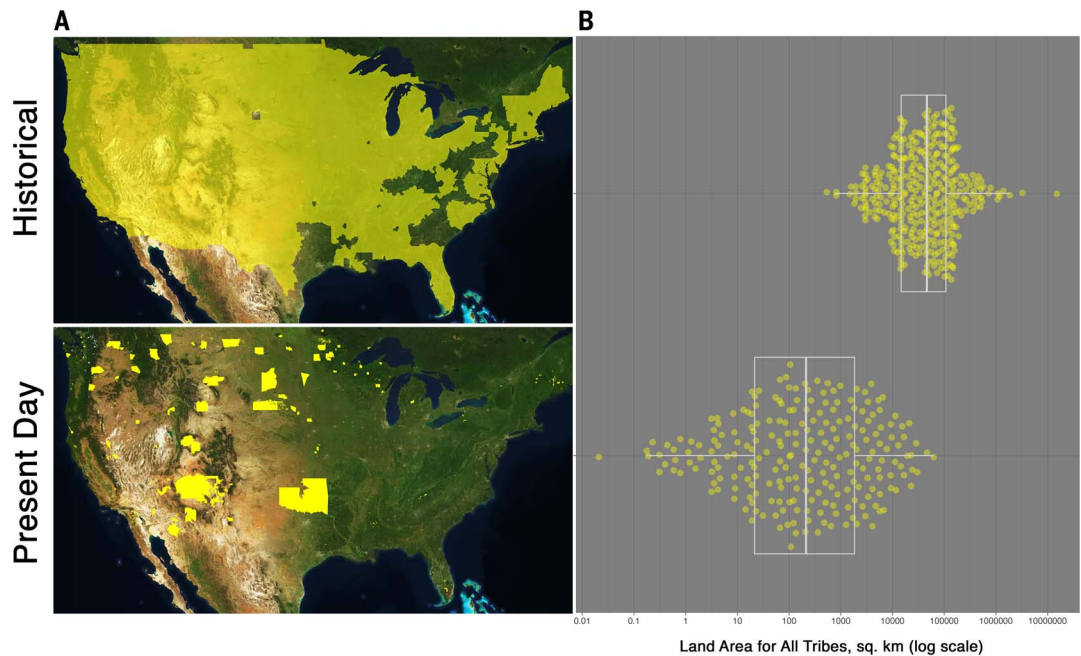 A
B
Historical
Present Day
0.01 0.1 1 10 100 1000 10000 100000 1000000 10000000
Land Area for All Tribes, sq. km (log scale)